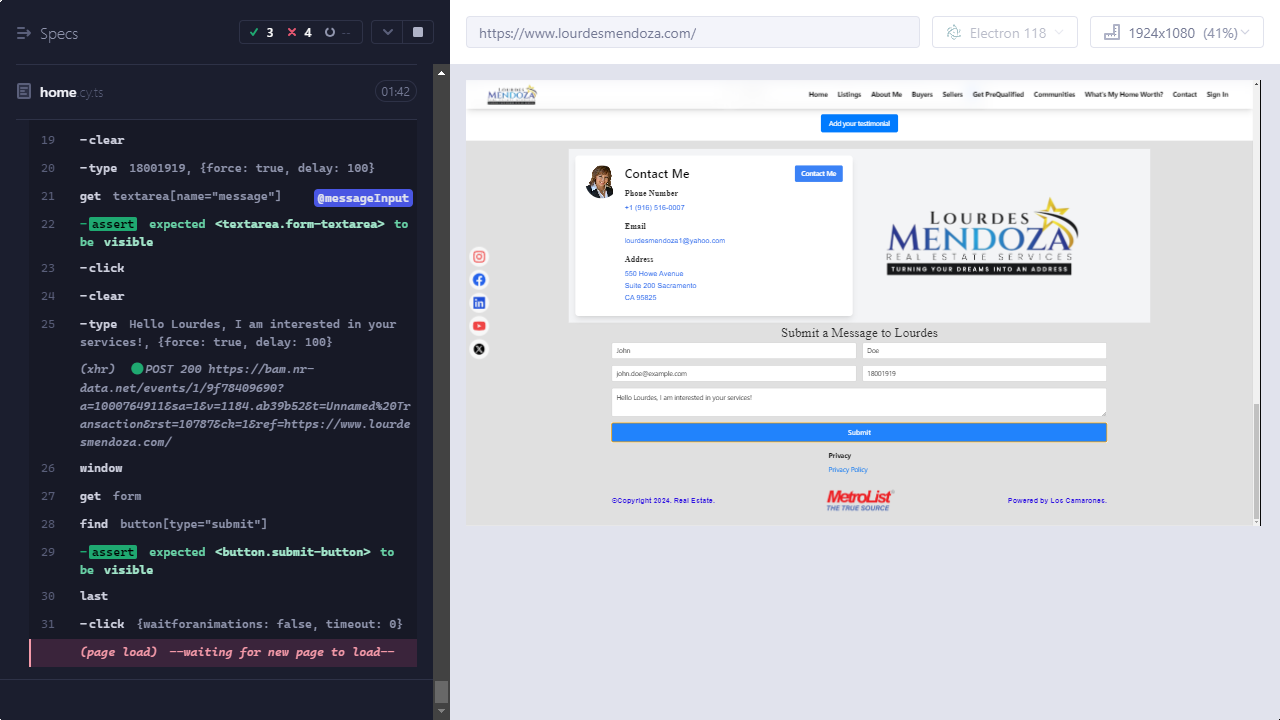 Specs
3
4
--
home.cy.ts
01:42
19 -clear
20 -type 18001919, {force: true, delay: 100}
21 get textarea[name="message"] @messageInput
22 -assert expected <textarea.form-textarea> to
be visible
23 -click
24 -clear
25 -type Hello Lourdes, I am interested in your
services!, {force: true, delay: 100}
(xhr) POST 200 https://bam.nr-
data.net/events/1/9f78409690?
a=1000764911&sa=1&v=1184.ab39b52&t=Unnamed%20Tr
ansaction&rst=10787&ck=1&ref=https://www.lourde
smendoza.com/
26 window
27 get form
28 find button[type="submit"]
29 -assert expected <button.submit-button> to
be visible
30 last
31 -click {waitforanimations: false, timeout: 0}
(page load) --waiting for new page to load--
https://www.lourdesmendoza.com/
Electron 118
1924x1080 (41%)
LOURDES
MENDOZA
Home Listings About Me Buyers Sellers Get PreQualified Communities What's My Home Worth? Contact Sign In
Add your testimonial
Contact Me
Contact Me
Phone Number
+1 (916) 516-0007
Email
lourdesmendoza1@yahoo.com
Address
550 Howe Avenue
Suite 200 Sacramento
CA 95825
LOURDES
MENDOZA
REAL ESTATE SERVICES
TURNING YOUR DREAMS INTO AN ADDRESS
Submit a Message to Lourdes
John
Doe
john.doe@example.com
18001919
Hello Lourdes, I am interested in your services!
Submit
Privacy
Privacy Policy
©Copyright 2024. Real Estate.
MetroList
THE TRUE SOURCE
Powered by Los Camarones.